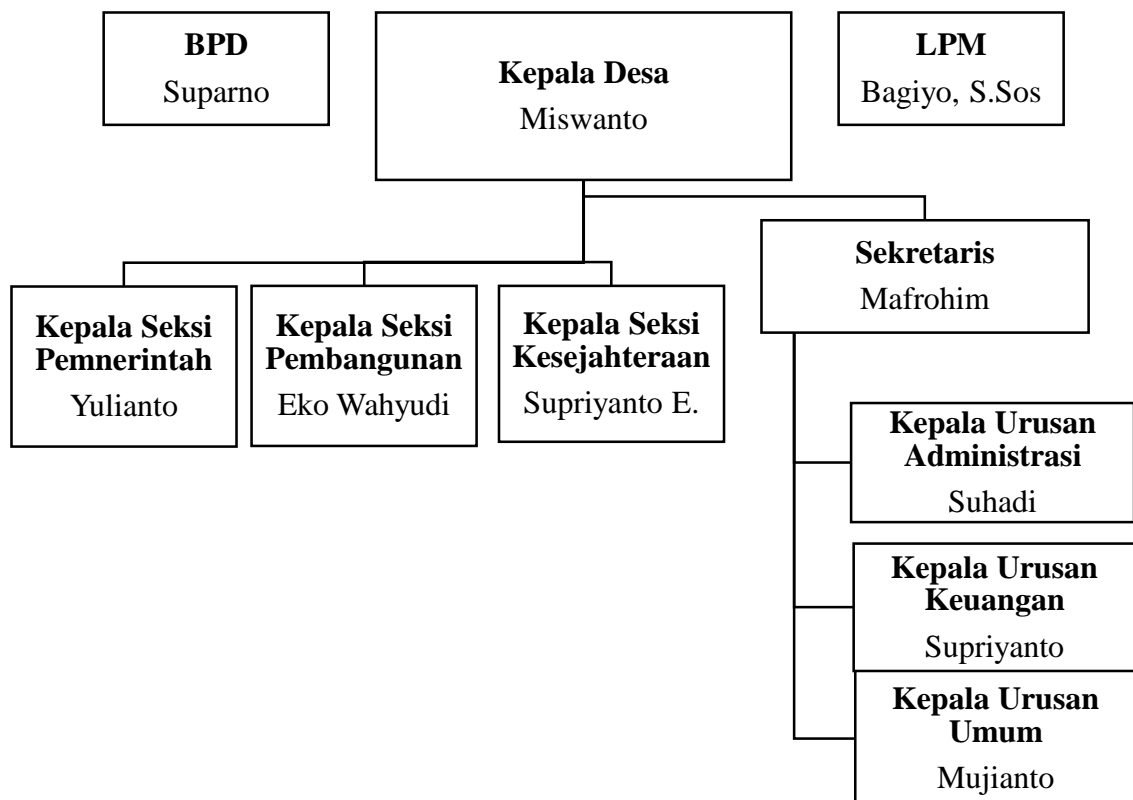 BPD
Suparno
Kepala Desa
Miswanto
LPM
Bagiyo, S.Sos
Sekretaris
Mafrohim
Kepala Seksi
Pemnerintah
Yulianto
Kepala Seksi
Pembangunan
Eko Wahyudi
Kepala Seksi
Kesejahteraan
Supriyanto E.
Kepala Urusan
Administrasi
Suhadi
Kepala Urusan
Keuangan
Supriyanto
Kepala Urusan
Umum
Mujianto